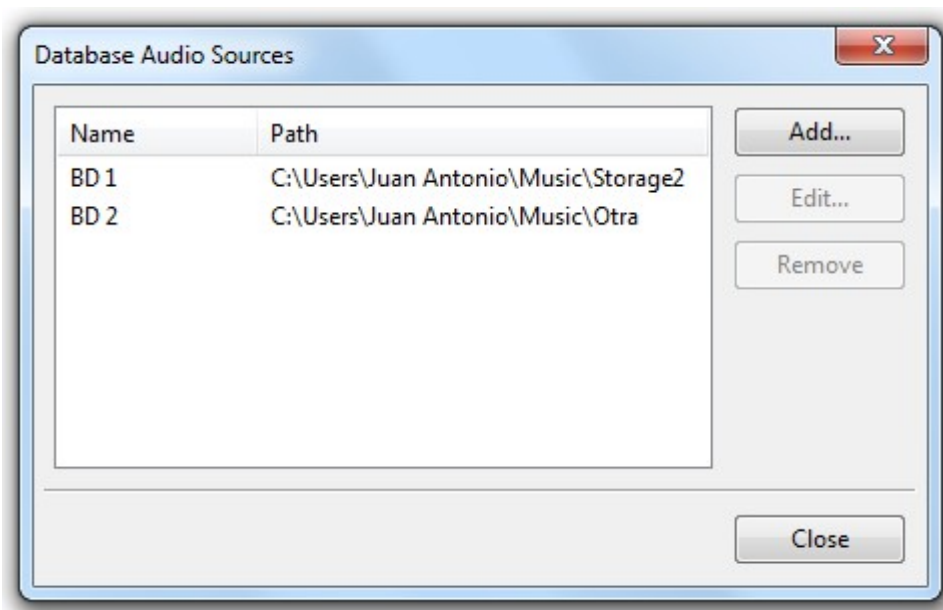 Database Audio Sources
Name Path
BD 1 C:\Users\Juan Antonio\Music\Storage2
BD 2 C:\Users\Juan Antonio\Music\Otra
Add...
Edit...
Remove
Close